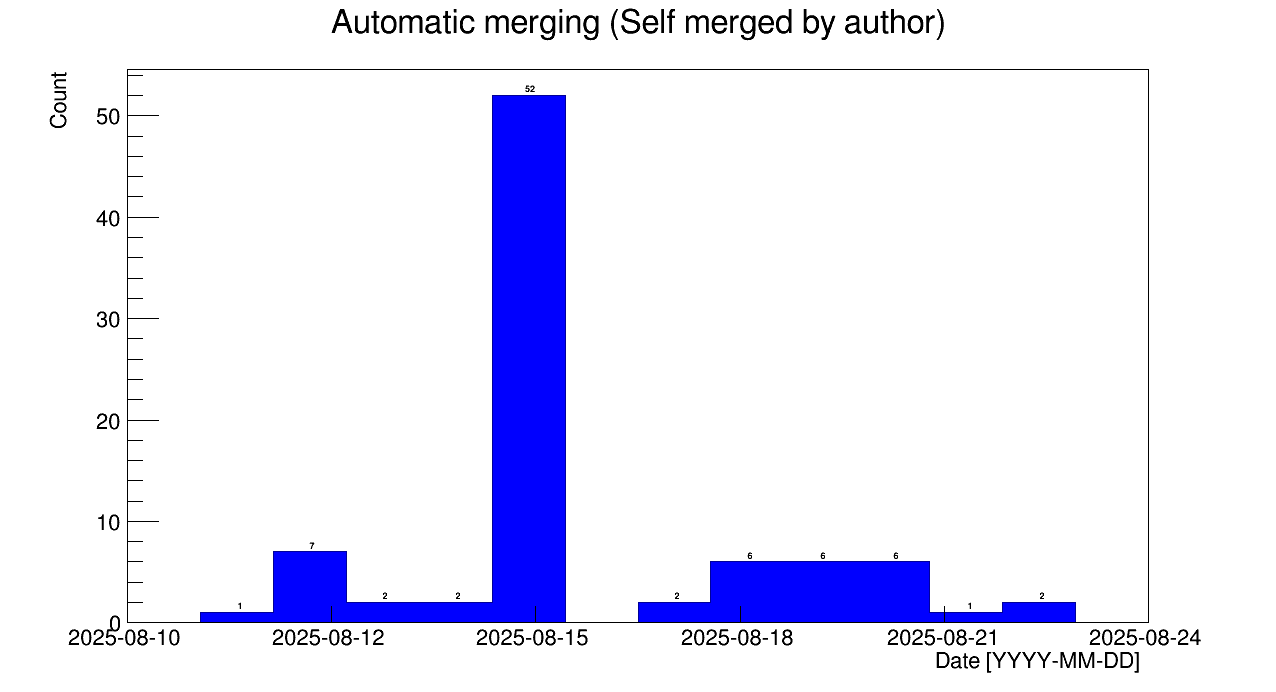 Automatic merging (Self merged by author)
Count
50
40
30
20
10
0
52
7
6 6 6
2 2 2 2
1 1
2025-08-10 2025-08-12 2025-08-15 2025-08-18 2025-08-21 2025-08-24
Date [YYYY-MM-DD]